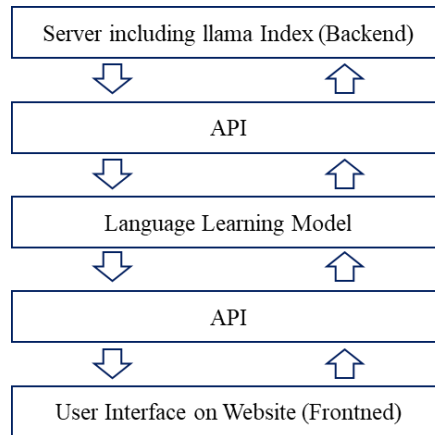 Server including llama Index (Backend)
API
Language Learning Model
API
User Interface on Website (Frontned)